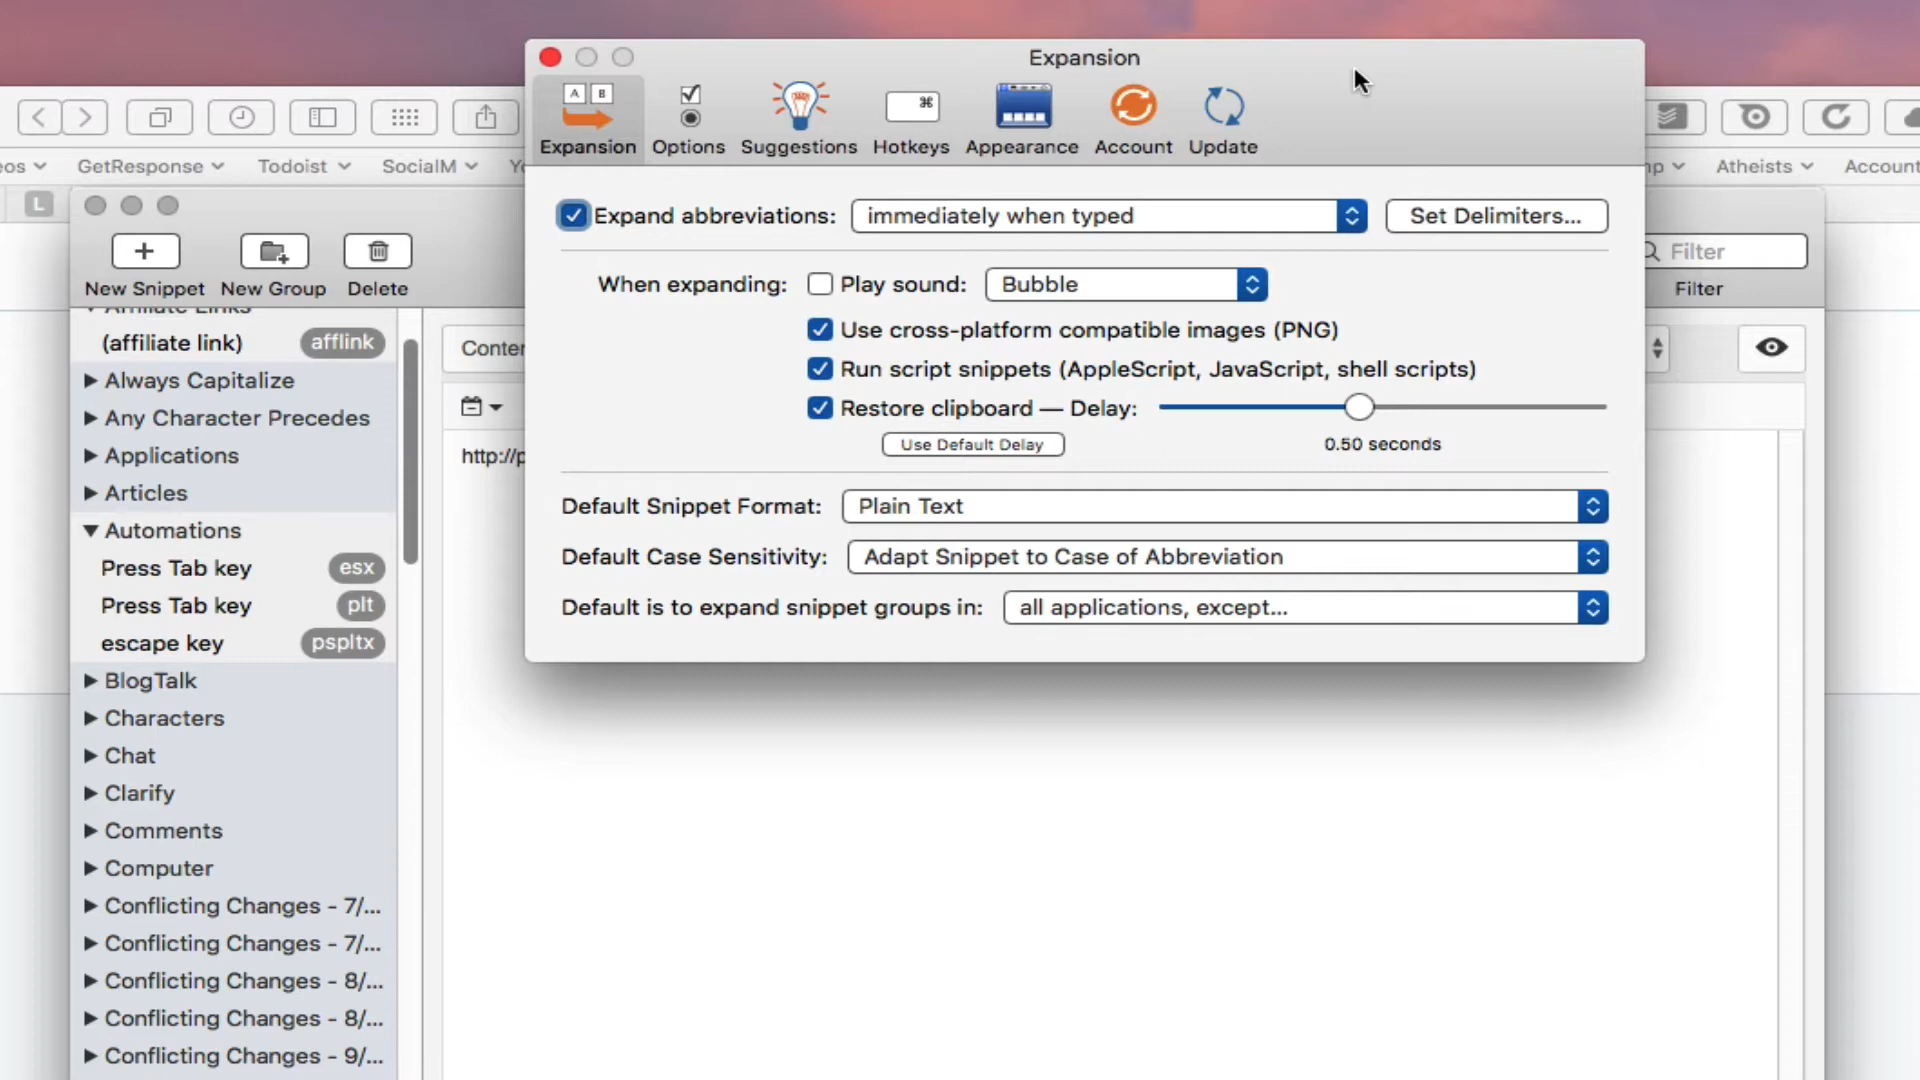 Expansion
A B
⌘
Expansion Options Suggestions Hotkeys Appearance Account Update
GetResponse Todoist SocialM
Atheists Account
L
Expand abbreviations: immediately when typed Set Delimiters...
When expanding: Play sound: Bubble
Use cross-platform compatible images (PNG)
Run script snippets (AppleScript, JavaScript, shell scripts)
Restore clipboard — Delay:
Use Default Delay 0.50 seconds
Default Snippet Format: Plain Text
Default Case Sensitivity: Adapt Snippet to Case of Abbreviation
Default is to expand snippet groups in: all applications, except...
New Snippet New Group Delete
Filter
Filter
Affiliate Links
(affiliate link) afflink
Always Capitalize
Any Character Precedes
Applications
Articles
Automations
Press Tab key esx
Press Tab key plt
escape key pspltx
BlogTalk
Characters
Chat
Clarify
Comments
Computer
Conflicting Changes - 7/...
Conflicting Changes - 7/...
Conflicting Changes - 8/...
Conflicting Changes - 8/...
Conflicting Changes - 9/...
Conten
http://p